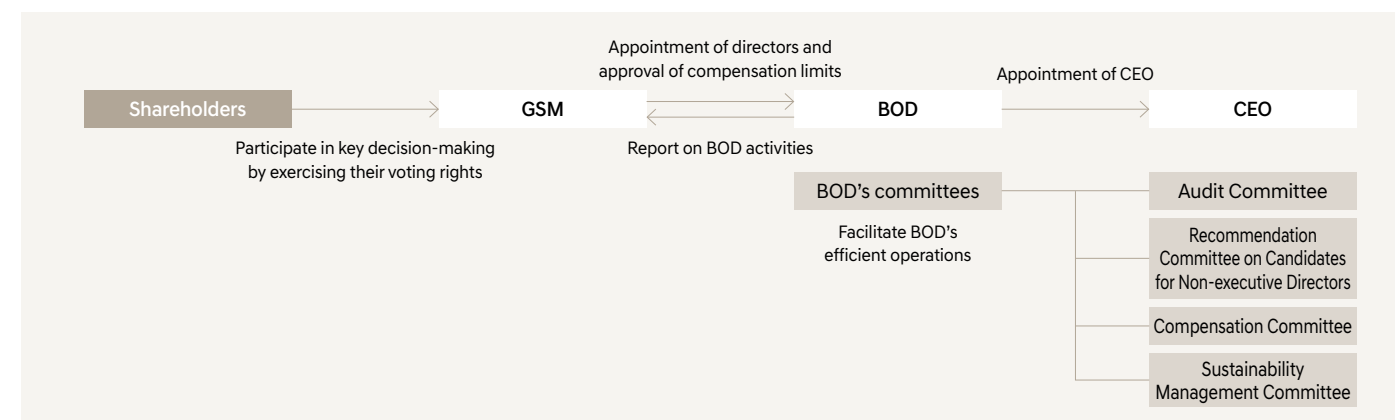 Appointment of directors and
approval of compensation limits
Appointment of CEO
Shareholders
GSM
BOD
CEO
Participate in key decision-making
by exercising their voting rights
Report on BOD activities
BOD's committees
Facilitate BOD's
efficient operations
Audit Committee
Recommendation
Committee on Candidates
for Non-executive Directors
Compensation Committee
Sustainability
Management Committee